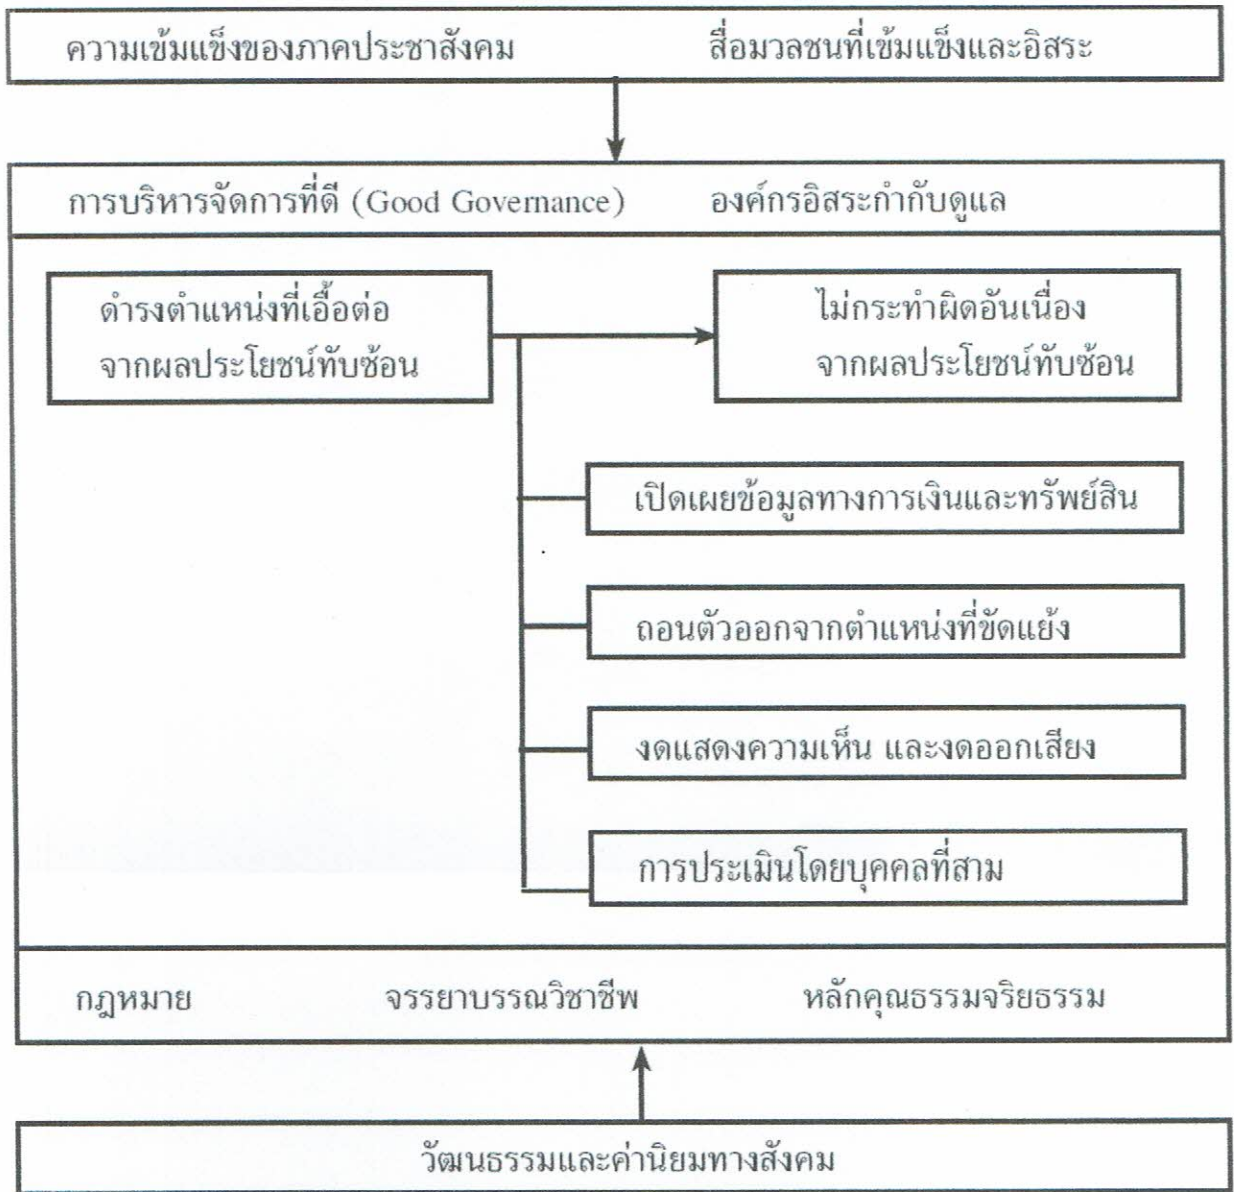 ความเข้มแข็งของภาคประชาสังคม สื่อมวลชนที่เข้มแข็งและอิสระ
การบริหารจัดการที่ดี (Good Governance) องค์กรอิสระกำกับดูแล
ดำรงตำแหน่งที่เอื้อต่อ
จากผลประโยชน์ทับซ้อน
ไม่กระทำผิดอันเนื่อง
จากผลประโยชน์ทับซ้อน
เปิดเผยข้อมูลทางการเงินและทรัพย์สิน
ถอนตัวออกจากตำแหน่งที่ขัดแย้ง
งดแสดงความเห็น และงดออกเสียง
การประเมินโดยบุคคลที่สาม
กฎหมาย จรรยาบรรณวิชาชีพ หลักคุณธรรมจริยธรรม
วัฒนธรรมและค่านิยมทางสังคม